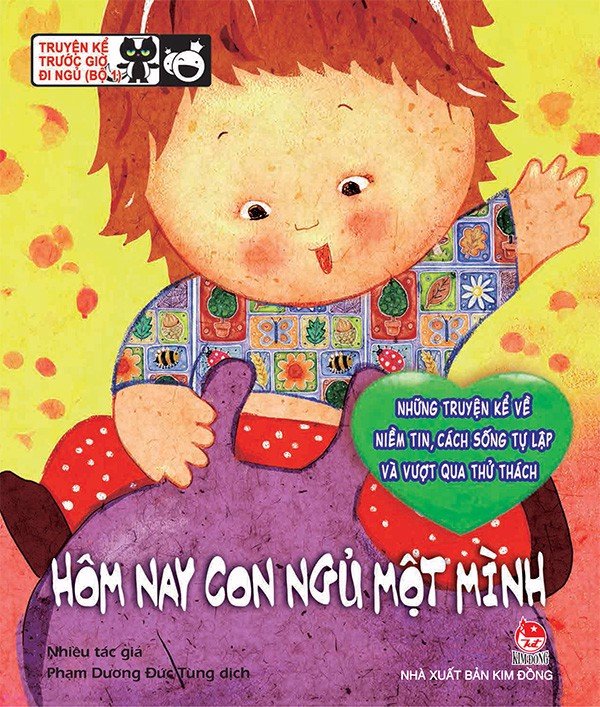 TRUYỆN KỂ
TRƯỚC GIỜ
ĐI NGỦ (BỘ 1)
NHỮNG TRUYỆN KỂ VỀ
NIỀM TIN, CÁCH SỐNG TỰ LẬP
VÀ VƯỢT QUA THỬ THÁCH
HÔM NAY CON NGỦ MỘT MÌNH
Nhiều tác giả
Phạm Dương Đức Tùng dịch
KIM ĐỒNG
NHÀ XUẤT BẢN KIM ĐỒNG